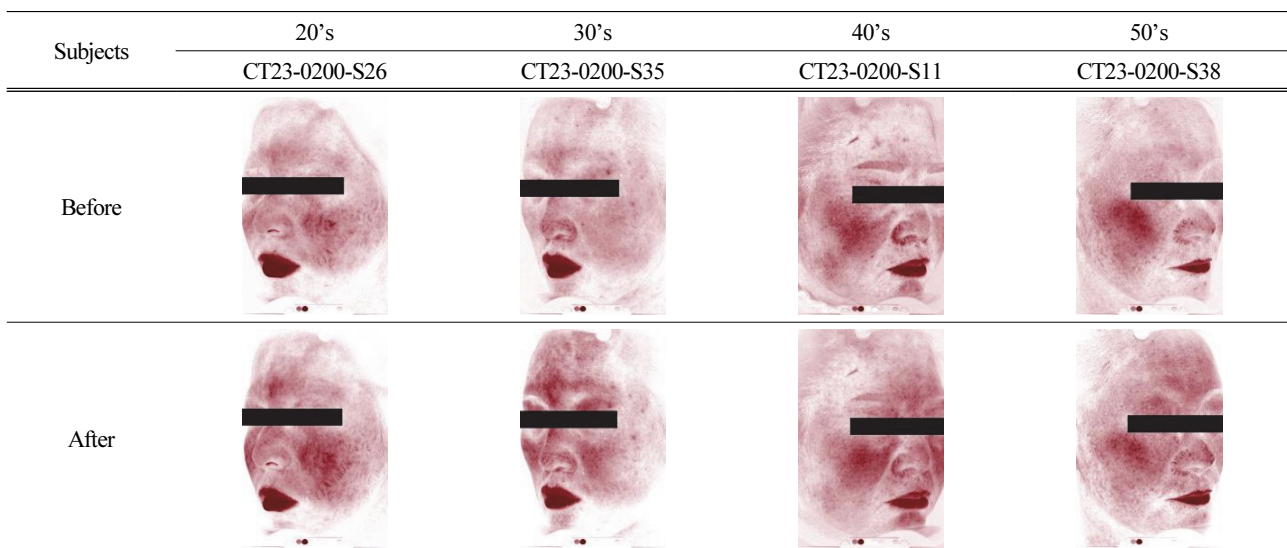 Subjects
20’s 30’s 40’s 50’s
CT23-0200-S26 CT23-0200-S35 CT23-0200-S11 CT23-0200-S38
Before
After